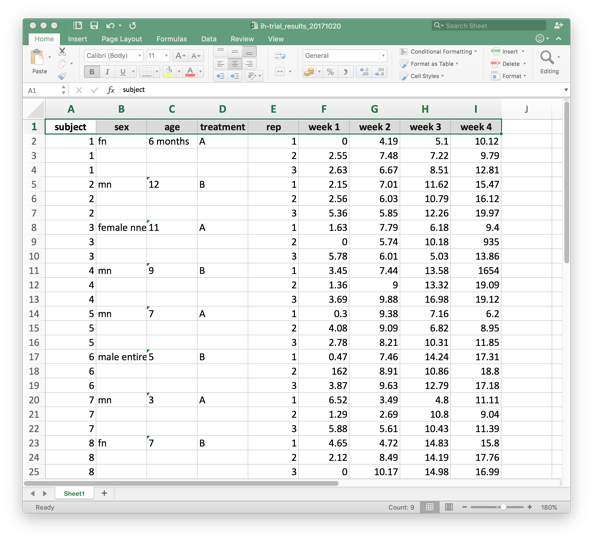 ih-trial_results_20171020
Search Sheet
Home Insert Page Layout Formulas Data Review View
Paste
Calibri (Body) 11 A A
B I U A
General
%
Conditional Formatting
Format as Table
Cell Styles
Insert
Delete
Format
Editing
A1 fx subject
A B C D E F G H I J
1 subject sex age treatment rep week 1 week 2 week 3 week 4
2 1 fn 6 months A 1 0 4.19 5.1 10.12
3 1 2 2.55 7.48 7.22 9.79
4 1 3 2.63 6.67 8.51 12.81
5 2 mn 12 B 1 2.15 7.01 11.62 15.47
6 2 2 2.56 6.03 10.79 16.12
7 2 3 5.36 5.85 12.26 19.97
8 3 female nne 11 A 1 1.63 7.79 6.18 9.4
9 3 2 0 5.74 10.18 935
10 3 3 5.78 6.01 5.03 13.86
11 4 mn 9 B 1 3.45 7.44 13.58 1654
12 4 2 1.36 9 13.32 19.09
13 4 3 3.69 9.88 16.98 19.12
14 5 mn 7 A 1 0.3 9.38 7.16 6.2
15 5 2 4.08 9.09 6.82 8.95
16 5 3 2.78 8.21 10.31 11.85
17 6 male entire 5 B 1 0.47 7.46 14.24 17.31
18 6 2 162 8.91 10.86 18.8
19 6 3 3.87 9.63 12.79 17.18
20 7 mn 3 A 1 6.52 3.49 4.8 11.11
21 7 2 1.29 2.69 10.8 9.04
22 7 3 5.88 5.61 10.43 11.39
23 8 fn 7 B 1 4.65 4.72 14.83 15.8
24 8 2 2.12 8.49 14.19 17.76
25 8 3 0 10.17 14.98 16.99
Sheet1 +
Ready Count: 9 − + 180%